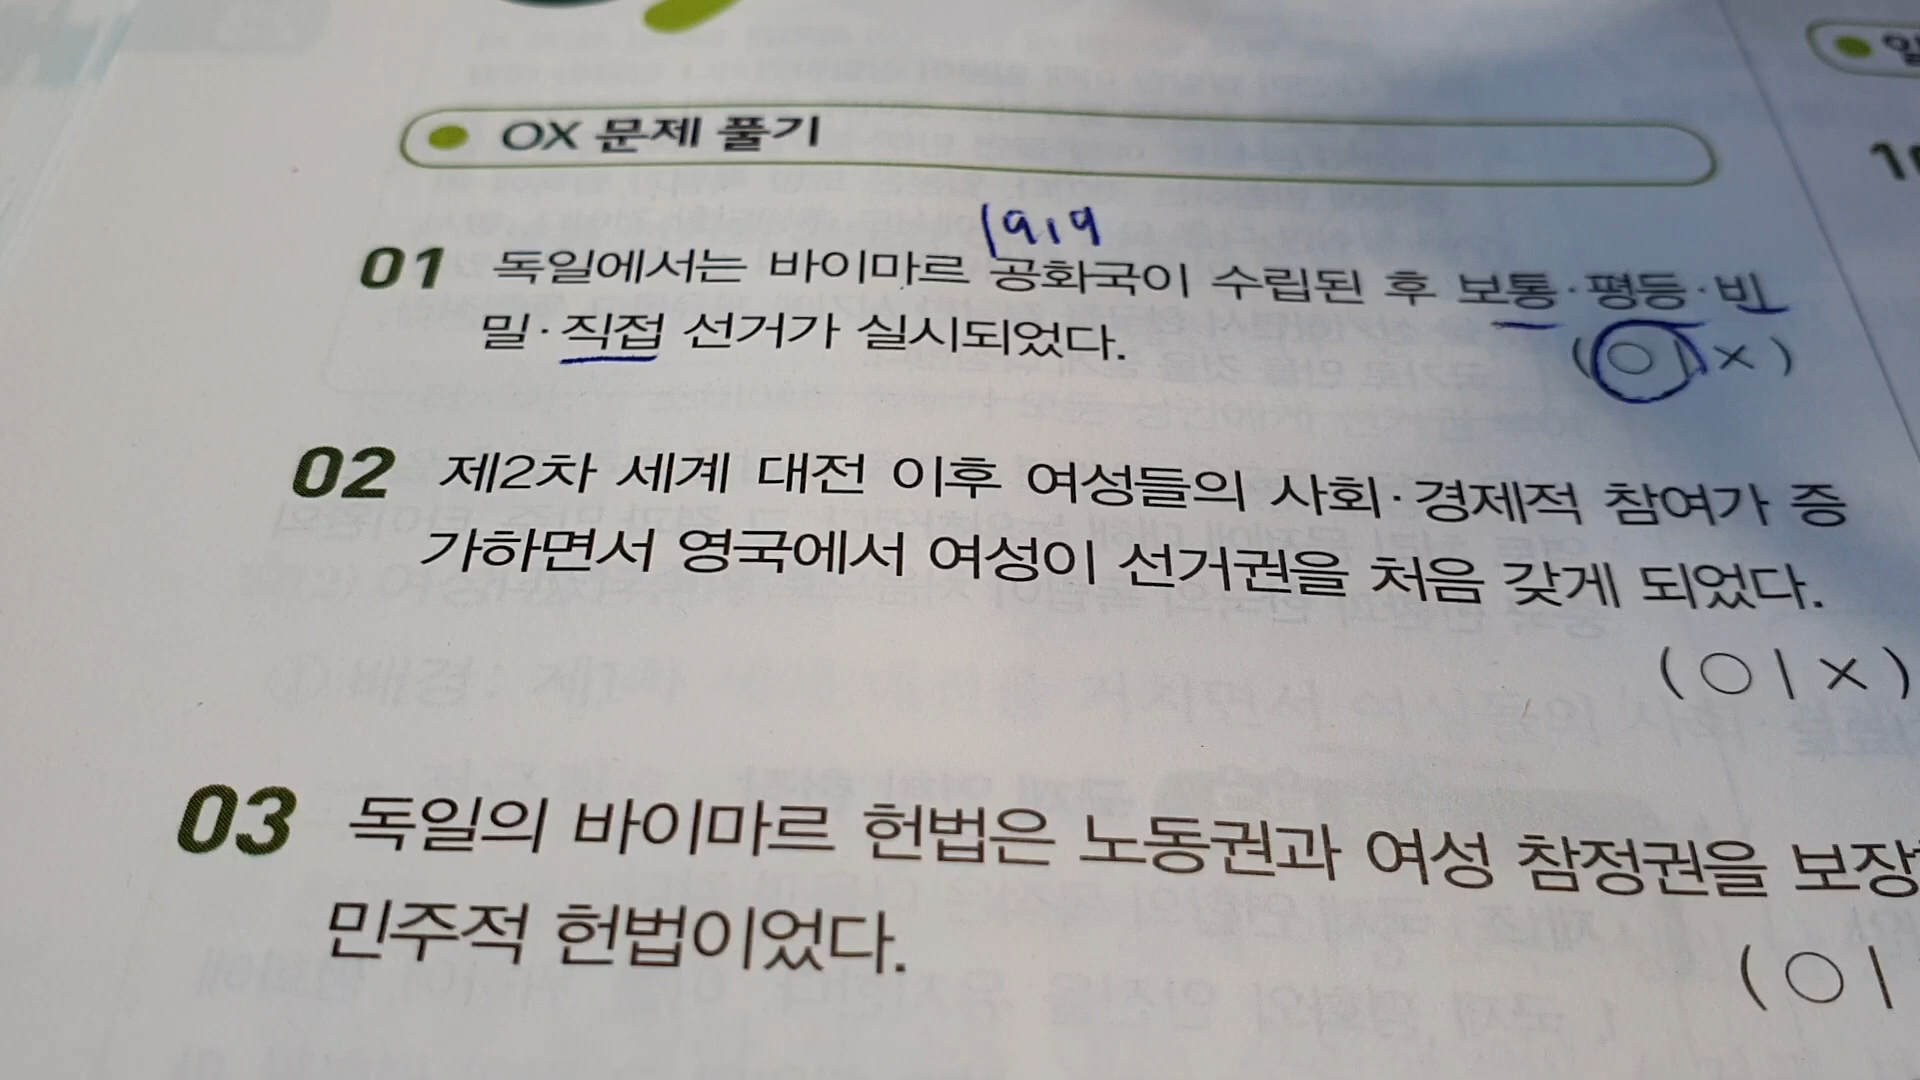 OX 문제 풀기
1919
01 독일에서는 바이마르 공화국이 수립된 후 보통·평등·비
밀·직접 선거가 실시되었다.
( ○ | × )
02 제2차 세계 대전 이후 여성들의 사회·경제적 참여가 증
가하면서 영국에서 여성이 선거권을 처음 갖게 되었다.
( ○ | × )
03 독일의 바이마르 헌법은 노동권과 여성 참정권을 보장
민주적 헌법이었다.
( ○ |